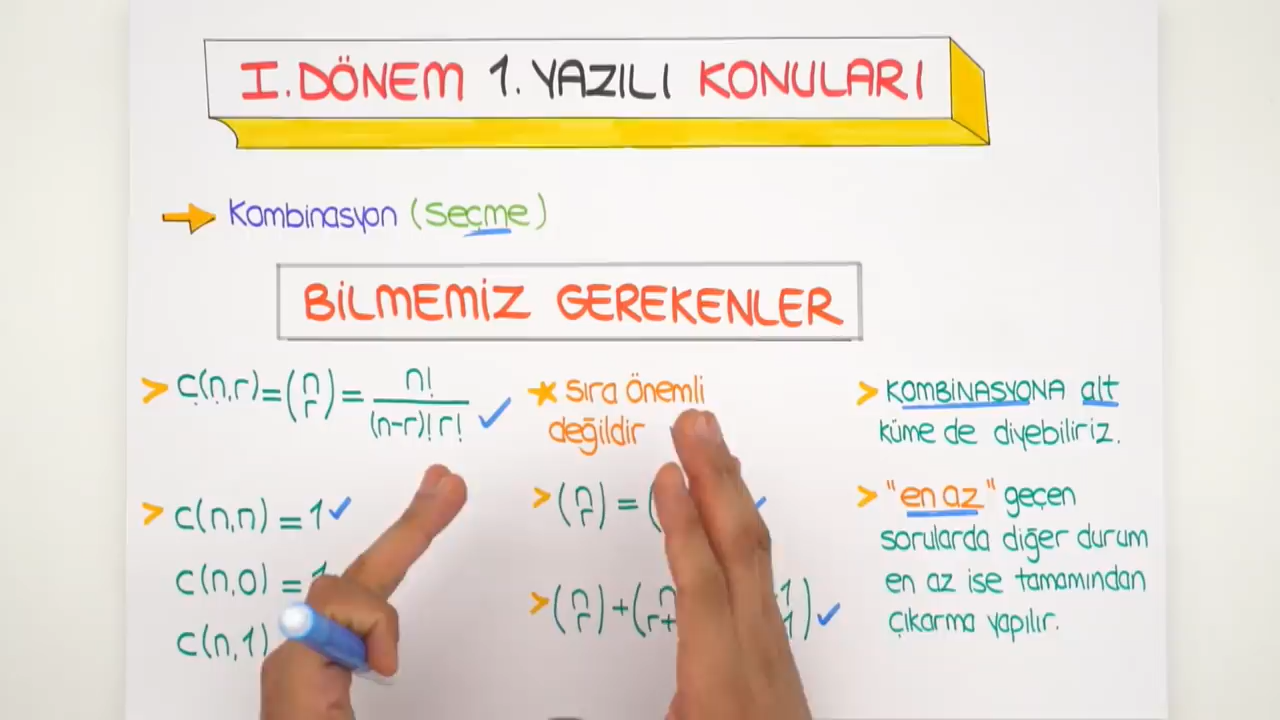 I. DÖNEM 1. YAZILI KONULARI
Kombinasyon (Seçme)
BİLMEMİZ GEREKENLER
> C(n,r) = (n r) = n! / (n-r)! r!
> C(n,n) = 1
C(n,0) =
C(n,1)
★ Sıra Önemli
değildir
> (n r) = (
> (n r) + (n r+
> KOMBİNASYONA alt
küme de diyebiliriz.
> "en az" geçen
sorularda diğer durum
en az ise tamamından
çıkarma yapılır.